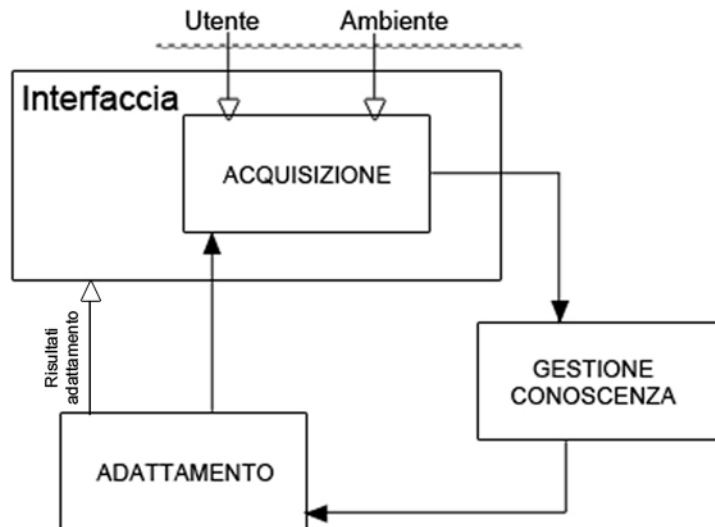 Utente
Ambiente
Interfaccia
ACQUISIZIONE
Risultati
adattamento
GESTIONE
CONOSCENZA
ADATTAMENTO